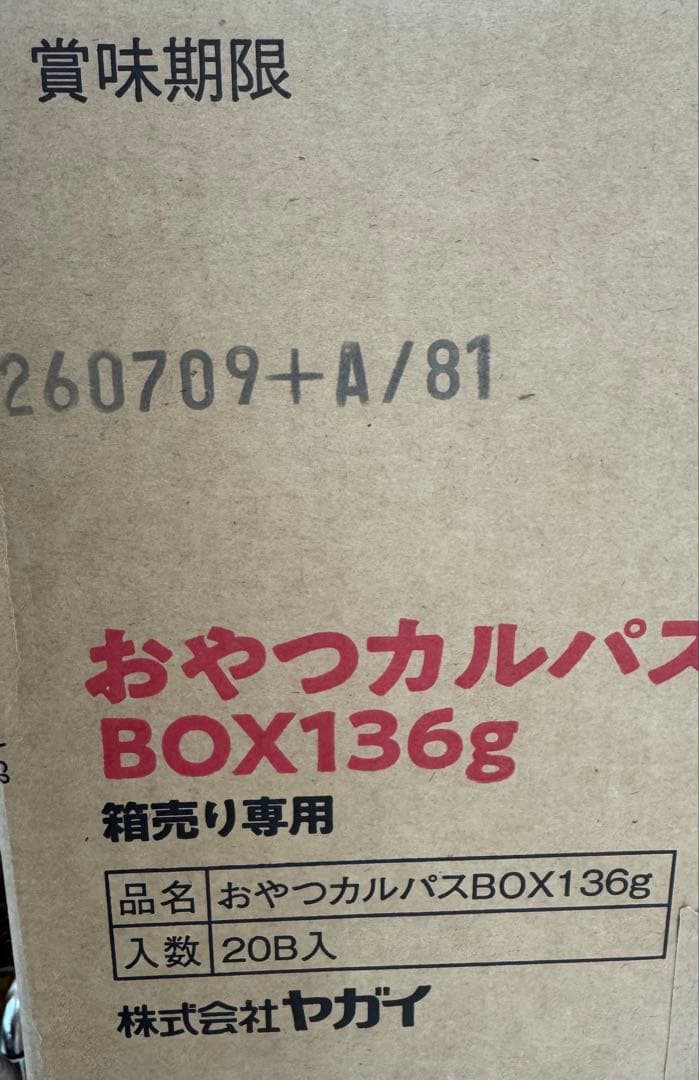 賞味期限
260709+A/81
おやつカルパス
BOX136g
箱売り専用
品名 おやつカルパスBOX136g
入数 20B入
株式会社ヤガイ